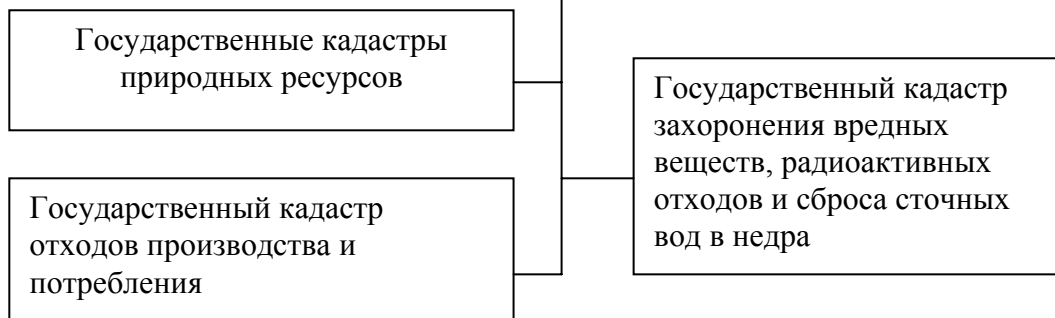 Государственные кадастры
природных ресурсов
Государственный кадастр
захоронения вредных
веществ, радиоактивных
отходов и сброса сточных
вод в недра
Государственный кадастр
отходов производства и
потребления